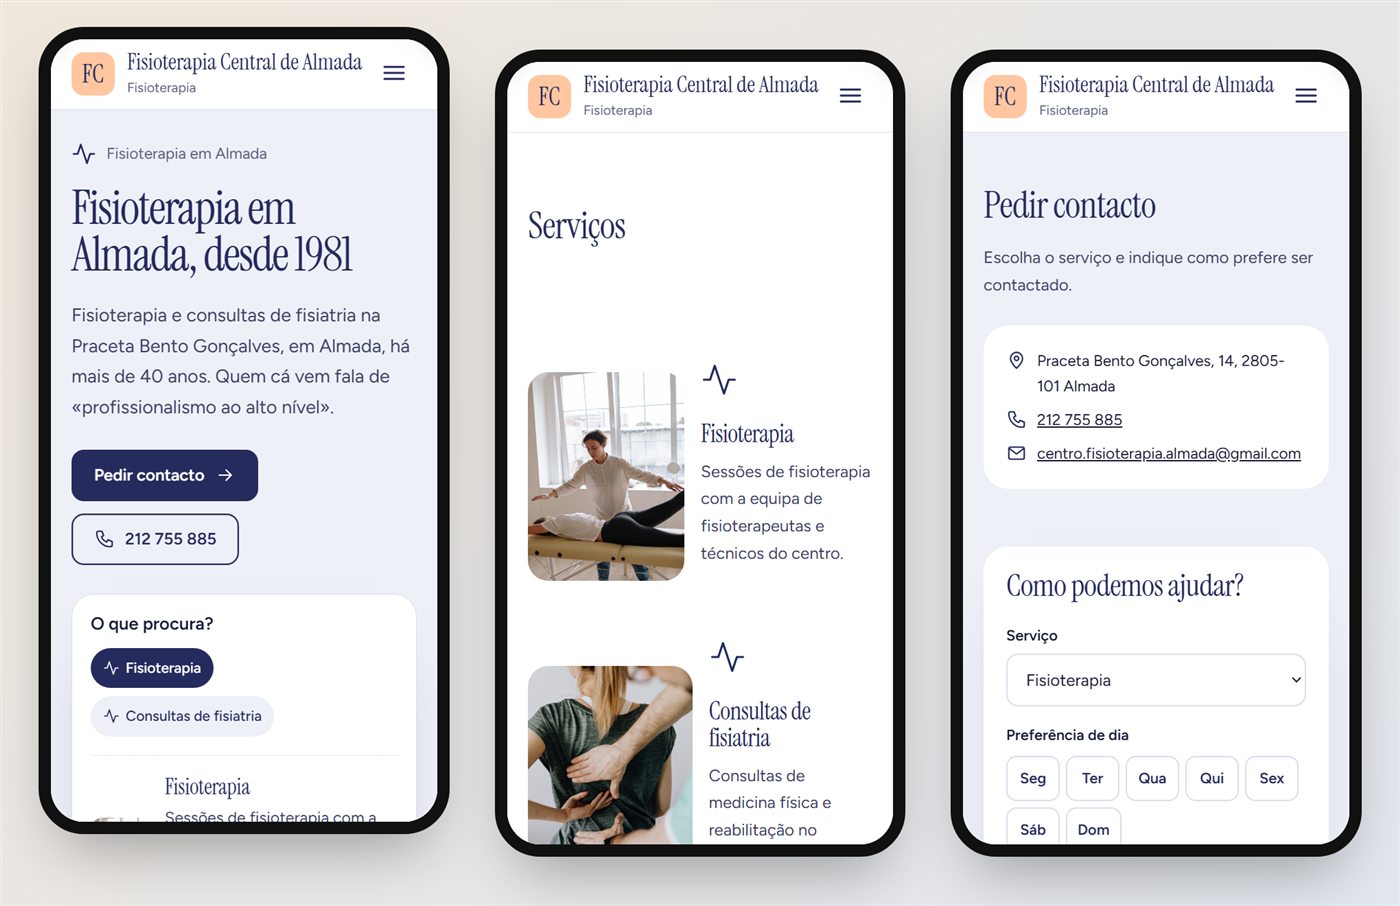 FC
Fisioterapia Central de Almada
Fisioterapia
Fisioterapia em Almada
Fisioterapia em
Almada, desde 1981
Fisioterapia e consultas de fisiatria na
Praceta Bento Gonçalves, em Almada, há
mais de 40 anos. Quem cá vem fala de
«profissionalismo ao alto nível».
Pedir contacto
212 755 885
O que procura?
Fisioterapia
Consultas de fisiatria
Fisioterapia
Sessões de fisioterapia com a
FC
Fisioterapia Central de Almada
Fisioterapia
Serviços
Fisioterapia
Sessões de fisioterapia
com a equipa de
fisioterapeutas e
técnicos do centro.
Consultas de
fisiatria
Consultas de
medicina física e
reabilitação no
FC
Fisioterapia Central de Almada
Fisioterapia
Pedir contacto
Escolha o serviço e indique como prefere ser
contactado.
Praceta Bento Gonçalves, 14, 2805-
101 Almada
212 755 885
centro.fisioterapia.almada@gmail.com
Como podemos ajudar?
Serviço
Fisioterapia
Preferência de dia
Seg Ter Qua Qui Sex
Sáb Dom